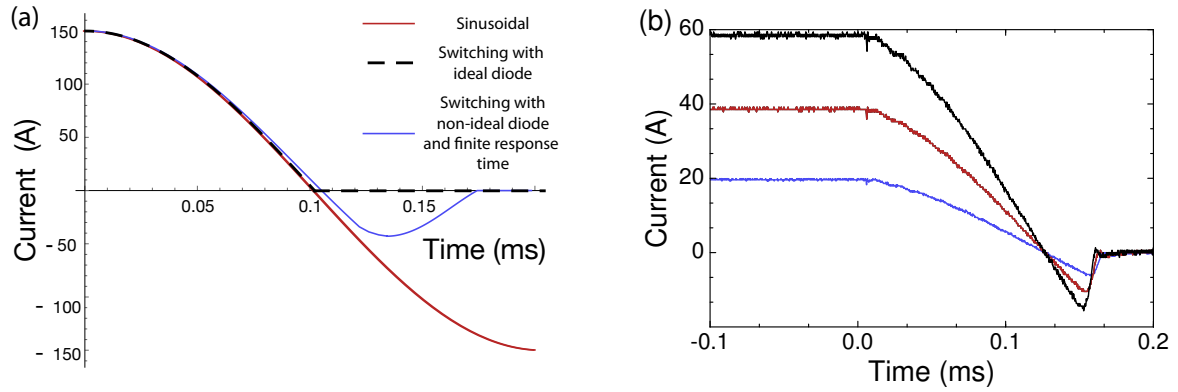 (a)
150
100
50
- 50
- 100
- 150
Current (A)
0.05
0.1
0.15
Time (ms)
Sinusoidal
Switching with
ideal diode
Switching with
non-ideal diode
and finite response
time
(b)
60
40
20
0
Current (A)
-0.1
0.0
0.1
0.2
Time (ms)